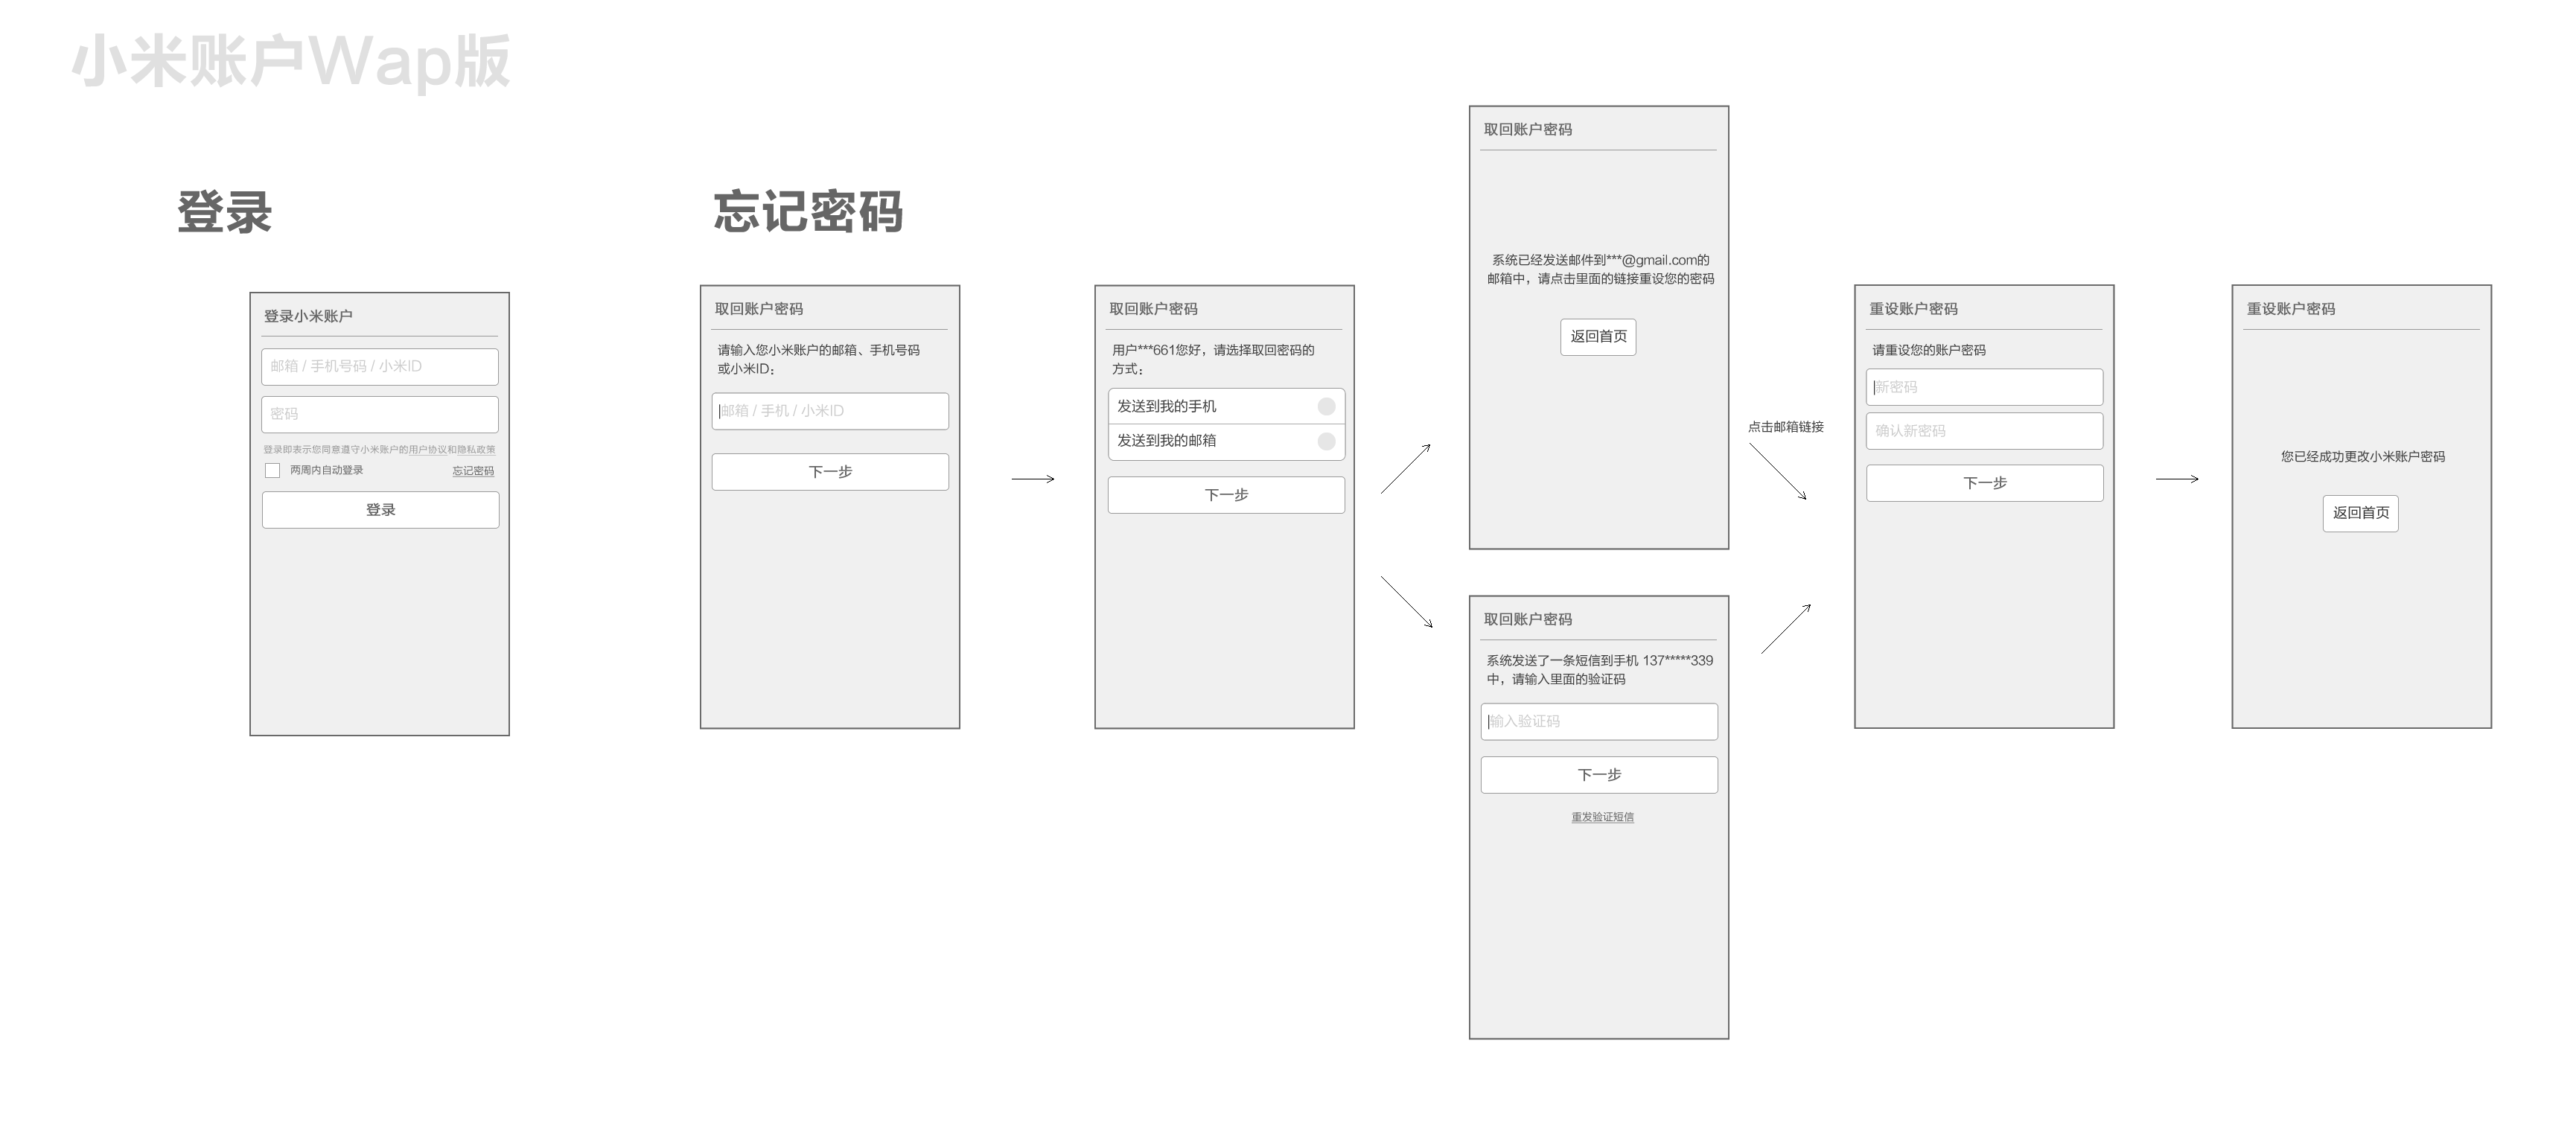 小米账户Wap版
登录
登录小米账户
邮箱 / 手机号码 / 小米ID
密码
登录即表示您同意遵守小米账户的用户协议和隐私政策
两周内自动登录 忘记密码
登录
忘记密码
取回账户密码
请输入您小米账户的邮箱、手机号码
或小米ID：
邮箱 / 手机 / 小米ID
下一步
取回账户密码
用户***661您好，请选择取回密码的
方式：
发送到我的手机
发送到我的邮箱
下一步
取回账户密码
系统已经发送邮件到***@gmail.com的
邮箱中，请点击里面的链接重设您的密码
返回首页
取回账户密码
系统发送了一条短信到手机 137*****339
中，请输入里面的验证码
输入验证码
下一步
重发验证短信
点击邮箱链接
重设账户密码
请重设您的账户密码
新密码
确认新密码
下一步
重设账户密码
您已经成功更改小米账户密码
返回首页